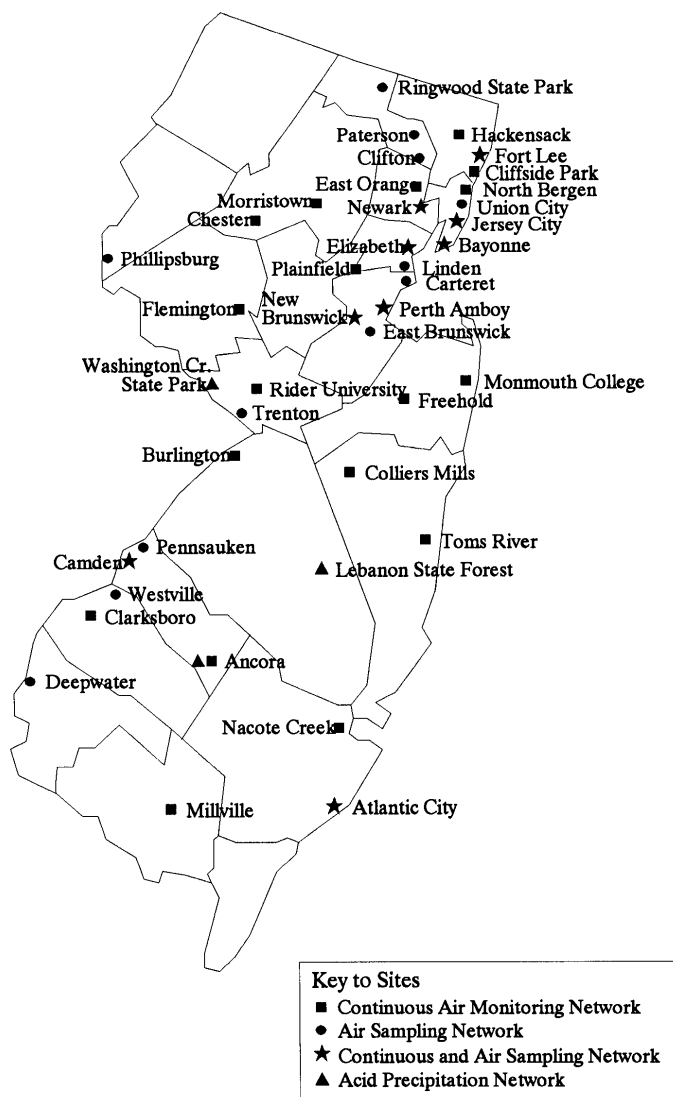 Ringwood State Park
Paterson
Hackensack
Clifton
Fort Lee
Cliffside Park
East Orang
North Bergen
Morristown
Newark
Union City
Chester
Jersey City
Elizabeth
Bayonne
Phillipsburg
Plainfield
Linden
Carteret
Flemington
New
Brunswick
Perth Amboy
East Brunswick
Washington Cr.
State Park
Rider University
Monmouth College
Freehold
Trenton
Burlington
Colliers Mills
Toms River
Pennsauken
Camden
Lebanon State Forest
Westville
Clarksboro
Ancora
Deepwater
Nacote Creek
Millville
Atlantic City
Key to Sites
Continuous Air Monitoring Network
Air Sampling Network
Continuous and Air Sampling Network
Acid Precipitation Network